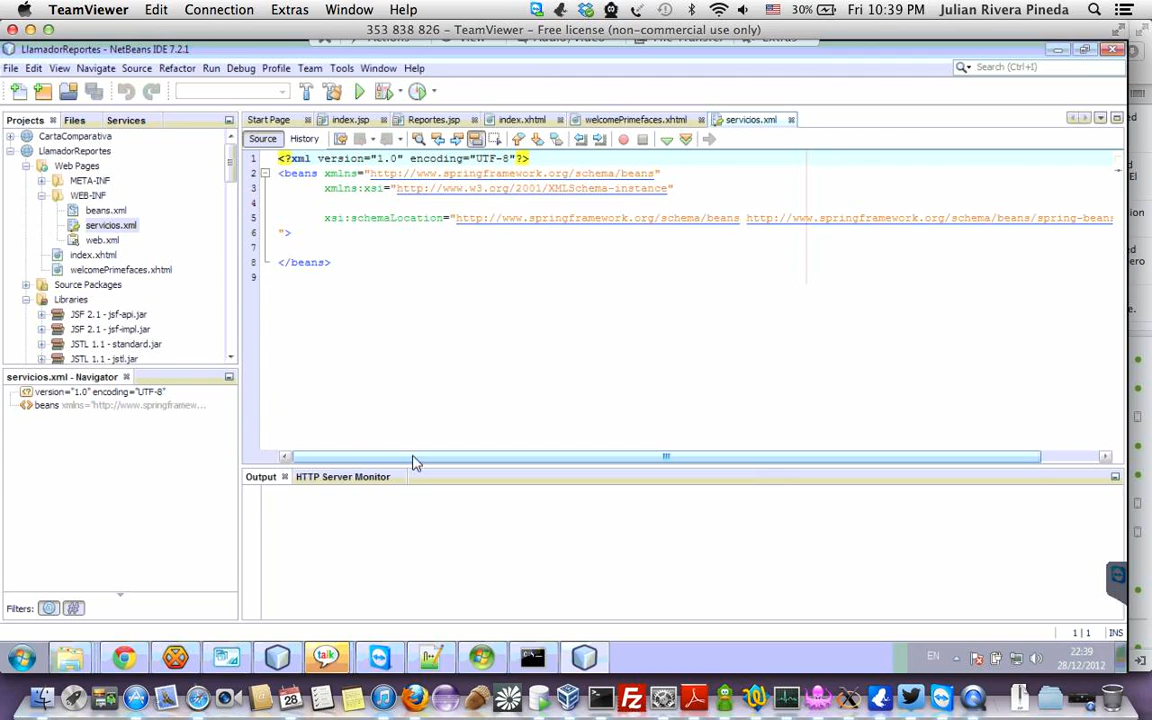 TeamViewer Edit Connection Extras Window Help 30% Fri 10:39 PM Julian Rivera Pineda
353 838 826 – TeamViewer – Free license (non-commercial use only)
LlamadorReportes - NetBeans IDE 7.2.1
File Edit View Navigate Source Refactor Run Debug Profile Team Tools Window Help Search (Ctrl+I)
Projects Files Services Start Page index.jsp Reportes.jsp index.xhtml welcomePrimefaces.xhtml servicios.xml
CartaComparativa
LlamadorReportes
Web Pages
META-INF
WEB-INF
beans.xml
servicios.xml
web.xml
index.xhtml
welcomePrimefaces.xhtml
Source Packages
Libraries
JSF 2.1 - jsf-api.jar
JSF 2.1 - jsf-impl.jar
JSTL 1.1 - standard.jar
JSTL 1.1 - jstl.jar
Source History
1 <?xml version="1.0" encoding="UTF-8"?>
2 <beans xmlns="http://www.springframework.org/schema/beans"
3 xmlns:xsi="http://www.w3.org/2001/XMLSchema-instance"
4
5 xsi:schemaLocation="http://www.springframework.org/schema/beans http://www.springframework.org/schema/beans/spring-beans
6 ">
7
8 </beans>
9
servicios.xml - Navigator
version="1.0" encoding="UTF-8"
beans xmlns="http://www.springframew...
Output HTTP Server Monitor
Filters:
1 | 1 INS
talk
EN 22:39
28/12/2012